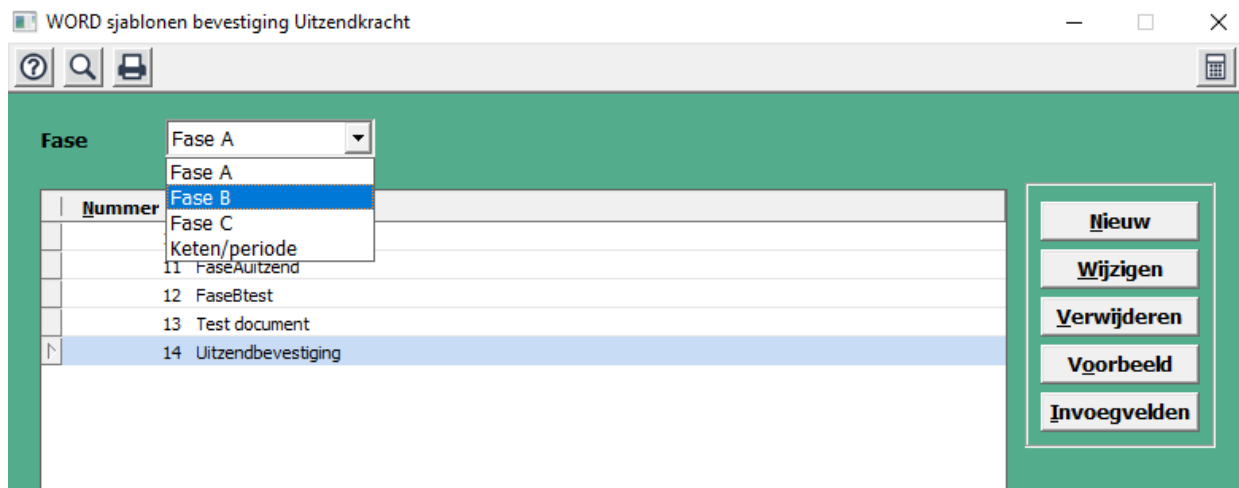 WORD sjablonen bevestiging Uitzendkracht
Fase
Fase A
Fase A
Fase B
Fase C
Keten/periode
Nummer
11 FaseAuitzend
12 FaseBtest
13 Test document
14 Uitzendbevestiging
Nieuw
Wijzigen
Verwijderen
Voorbeeld
Invoegvelden